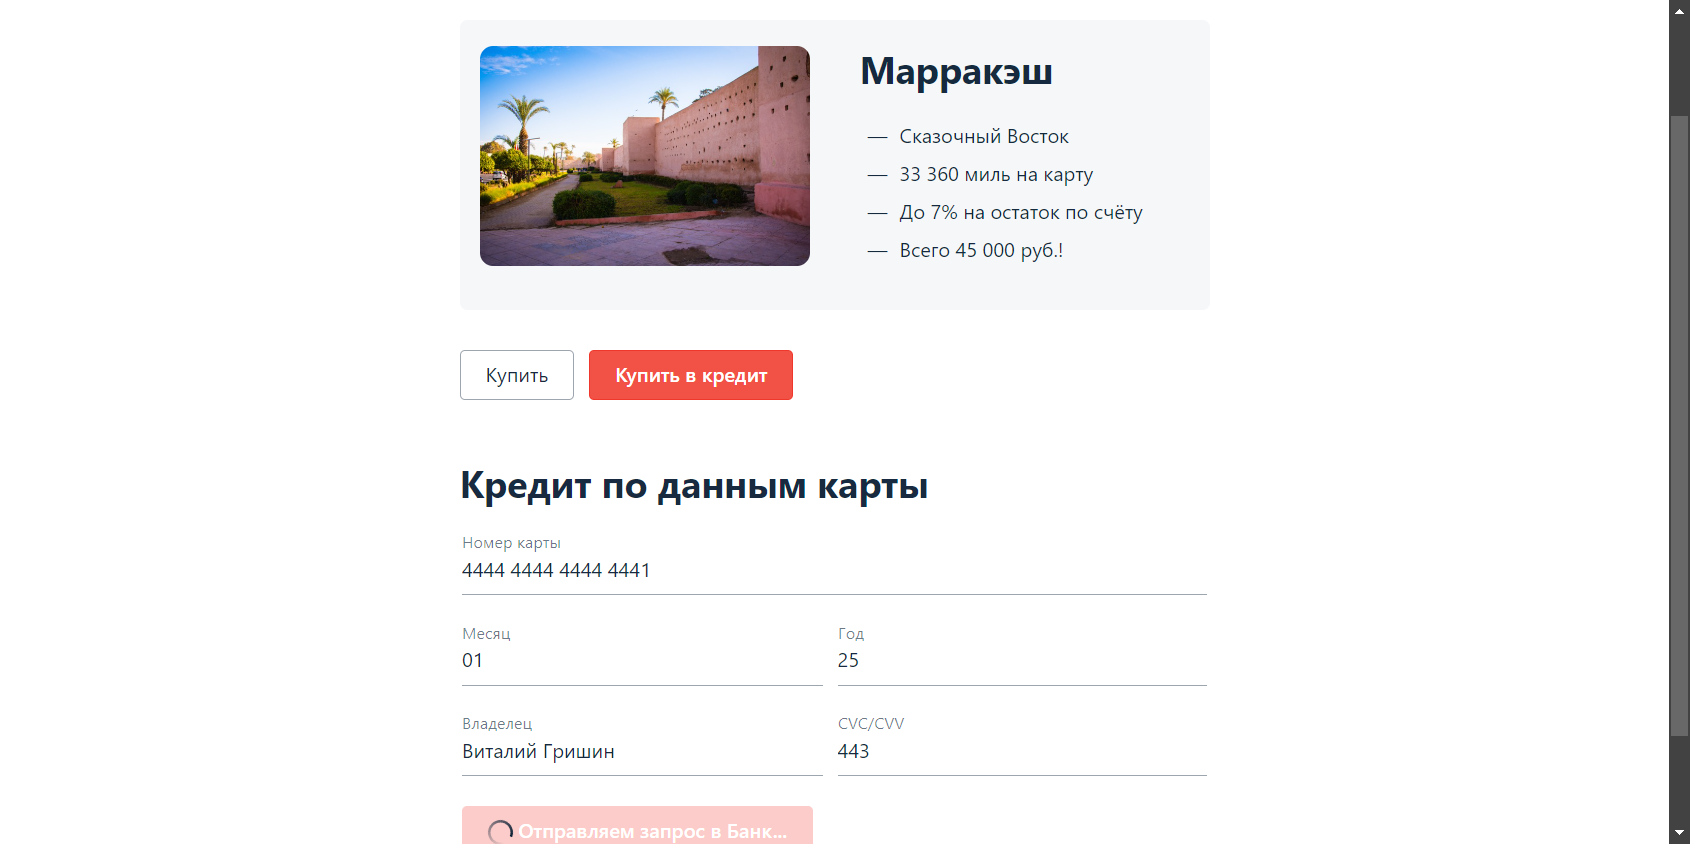 Марракэш
— Сказочный Восток
— 33 360 миль на карту
— До 7% на остаток по счёту
— Всего 45 000 руб.!
Купить
Купить в кредит
Кредит по данным карты
Номер карты
4444 4444 4444 4441
Месяц
Год
01
25
Владелец
CVC/CVV
Виталий Гришин
443
Отправляем запрос в Банк...